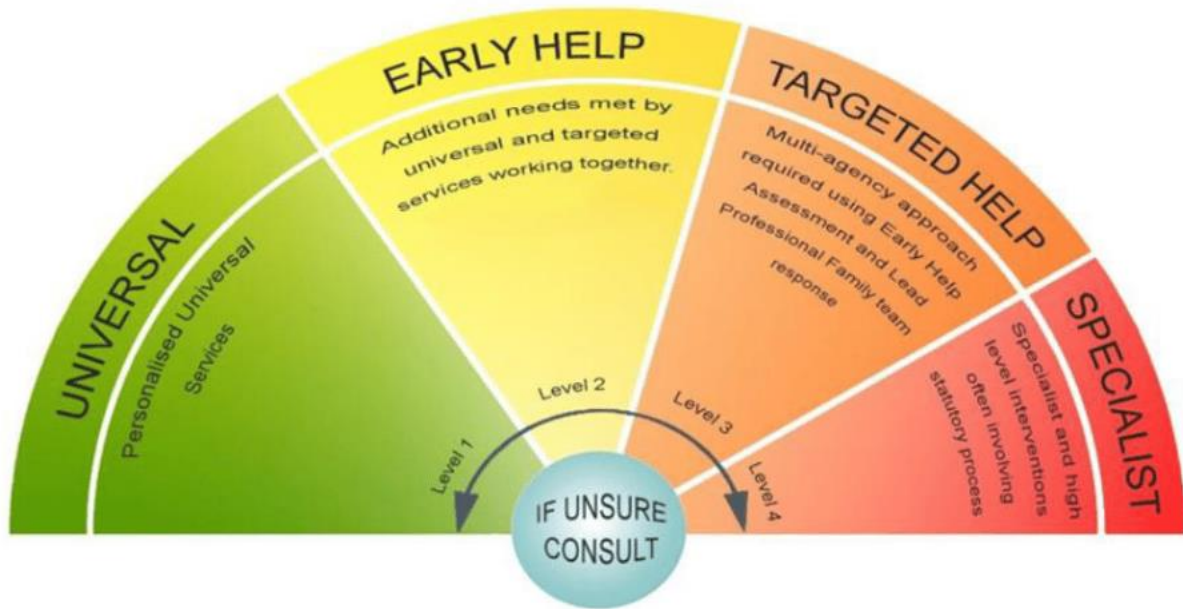 UNIVERSAL
Personalised Universal
Services
Level 1
EARLY HELP
Additional needs met by
universal and targeted
services working together.
Level 2
TARGETED HELP
Multi-agency approach
required using Early Help
Assessment and Lead
Professional Family team
response
Level 3
SPECIALIST
Specialist and high
level interventions
often involving
statutory process
Level 4
IF UNSURE
CONSULT